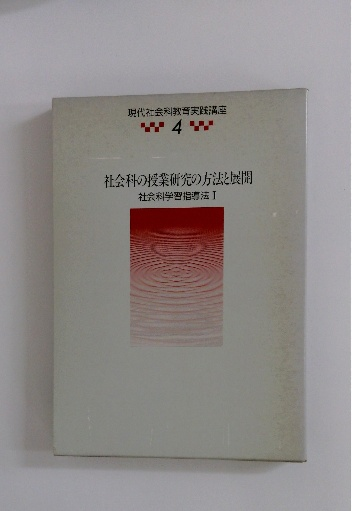 現代社会科教育実践講座
4
社会科の授業研究の方法と展開
社会科学習指導法 I